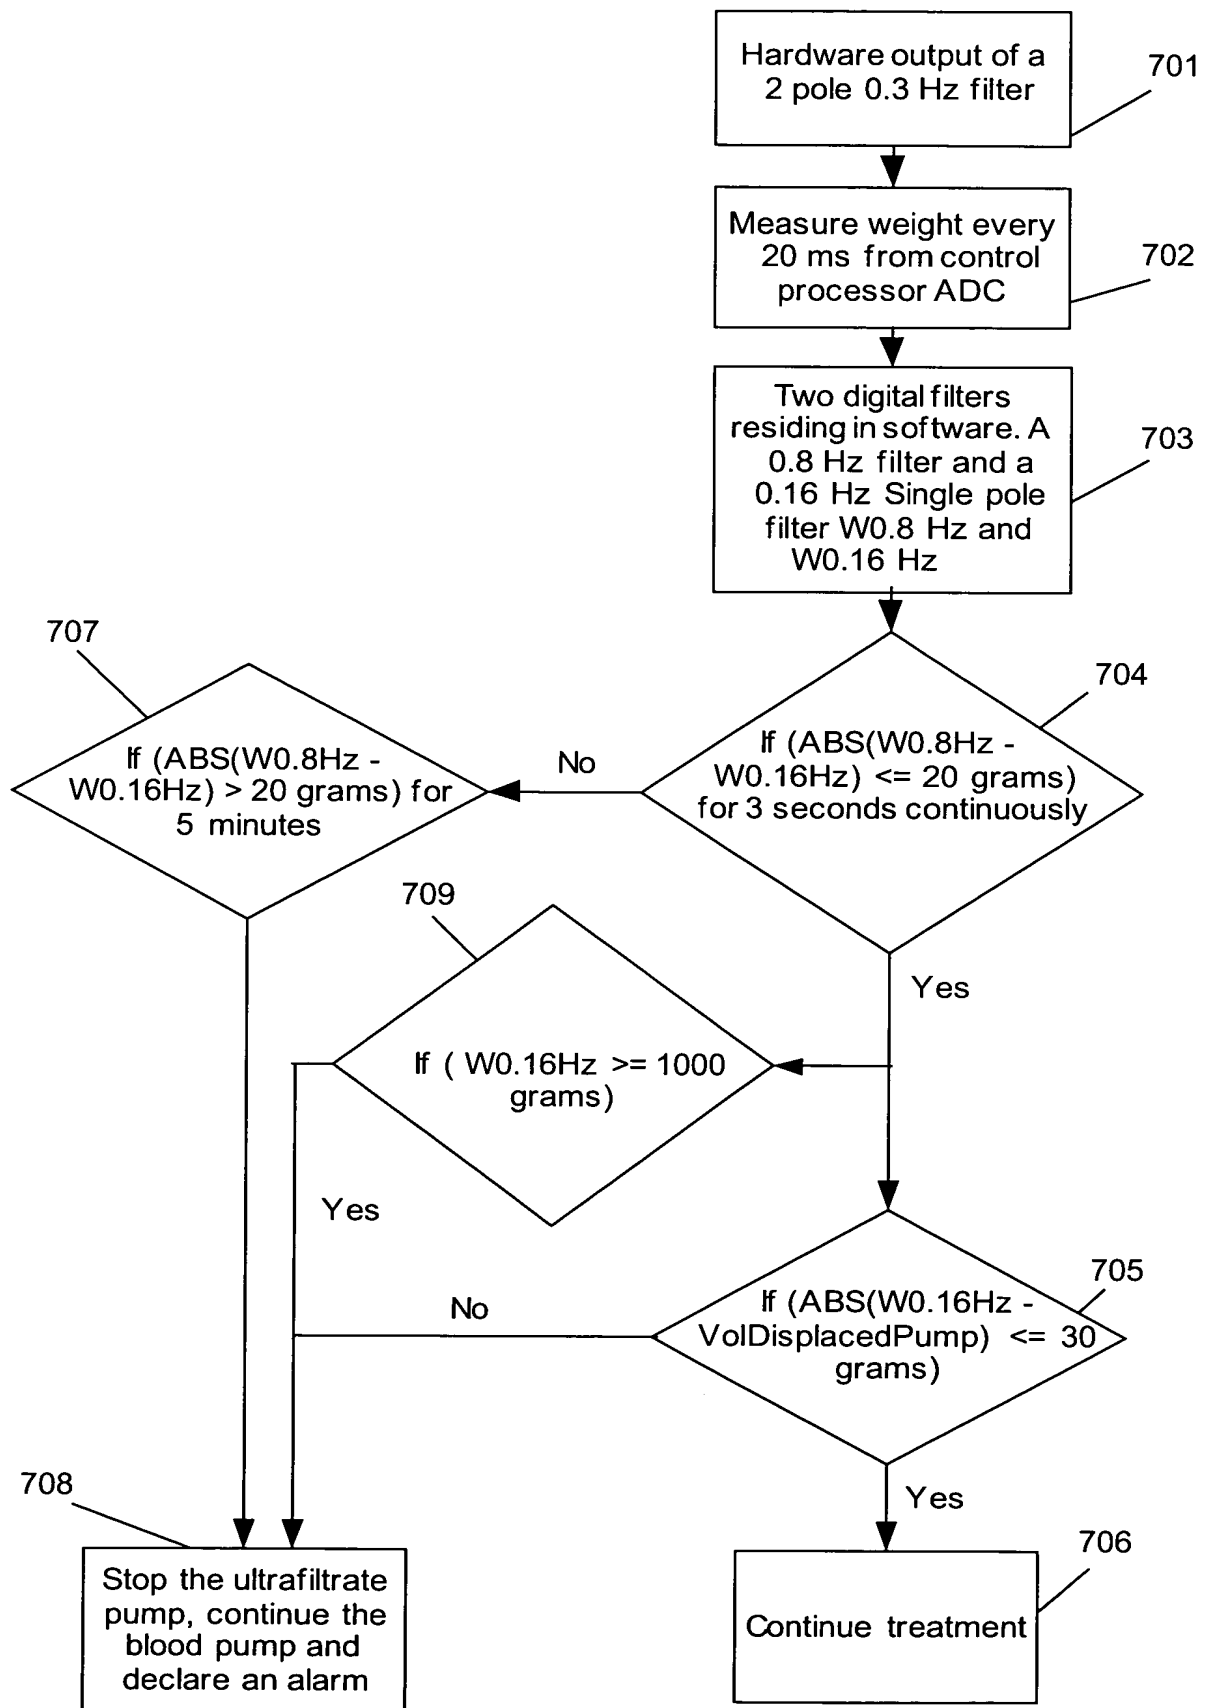 Hardware output of a
2 pole 0.3 Hz filter
701
Measure weight every
20 ms from control
processor ADC
702
Two digital filters
residing in software. A
0.8 Hz filter and a
0.16 Hz Single pole
filter W0.8 Hz and
W0.16 Hz
703
707
If (ABS(W0.8Hz -
W0.16Hz) > 20 grams) for
5 minutes
No
704
If (ABS(W0.8Hz -
W0.16Hz) <= 20 grams)
for 3 seconds continuously
Yes
709
If ( W0.16Hz >= 1000
grams)
Yes
705
If (ABS(W0.16Hz -
VolDisplacedPump) <= 30
grams)
No
Yes
708
Stop the ultrafiltrate
pump, continue the
blood pump and
declare an alarm
706
Continue treatment